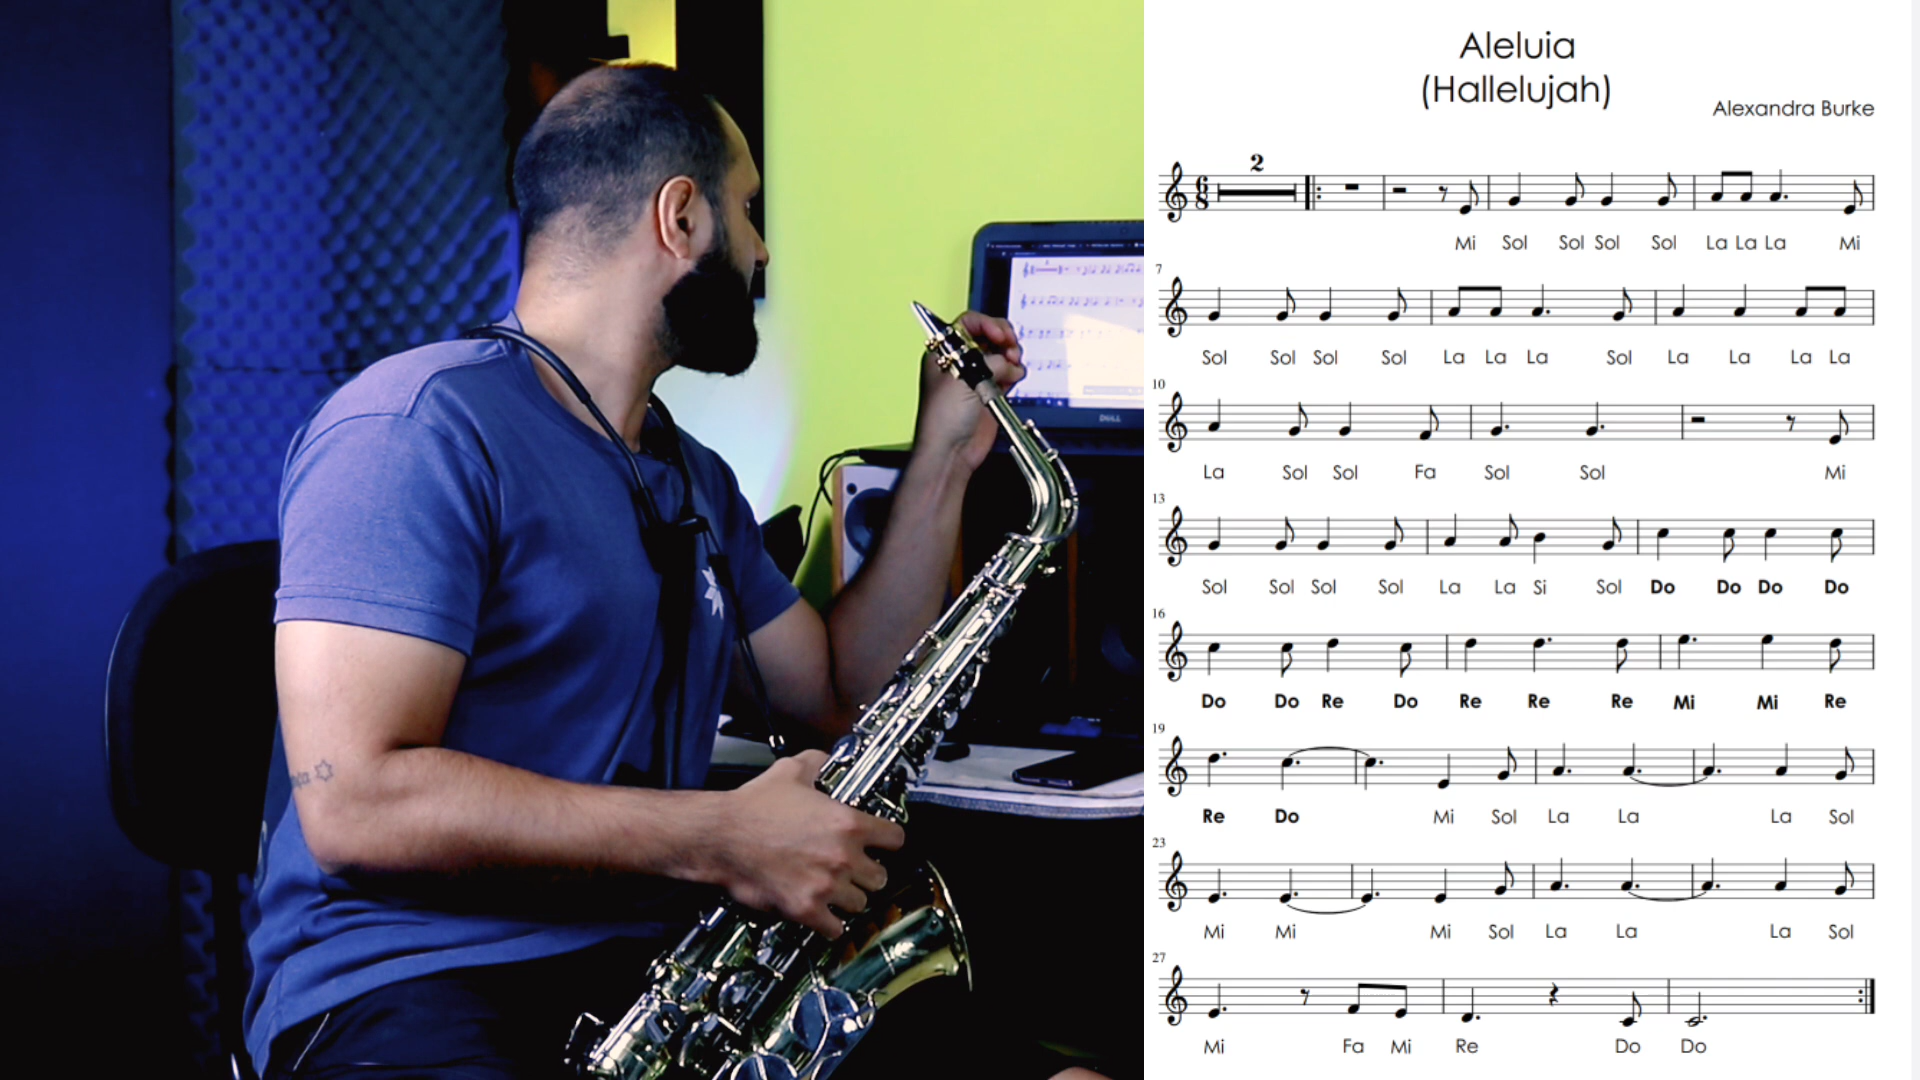 Aleluia
(Hallelujah)
Alexandra Burke
2
6
8
Mi Sol Sol Sol Sol La La La Mi
7
Sol Sol Sol Sol La La La Sol La La La La
10
La Sol Sol Fa Sol Sol Mi
13
Sol Sol Sol Sol La La Si Sol Do Do Do Do
16
Do Do Re Do Re Re Re Mi Mi Re
19
Re Do Mi Sol La La La Sol
23
Mi Mi Mi Sol La La La Sol
27
Mi Fa Mi Re Do Do
DELL